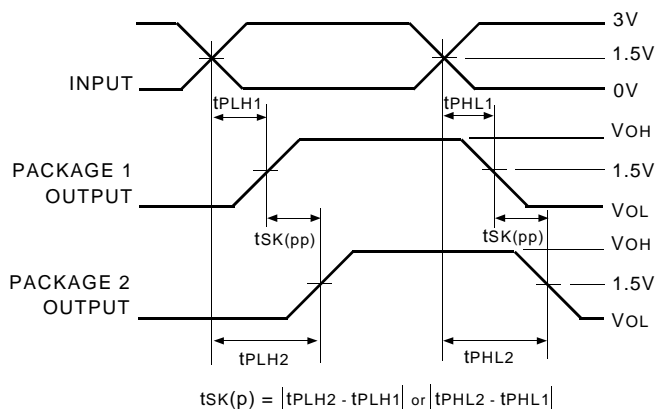 3V
1.5V
INPUT
0V
tPLH1
tPHL1
VOH
PACKAGE 1
OUTPUT
1.5V
VOL
tSK(pp)
tSK(pp)
VOH
PACKAGE 2
OUTPUT
1.5V
VOL
tPLH2
tPHL2
tSK(p) = |tPLH2 - tPLH1| or |tPHL2 - tPHL1|